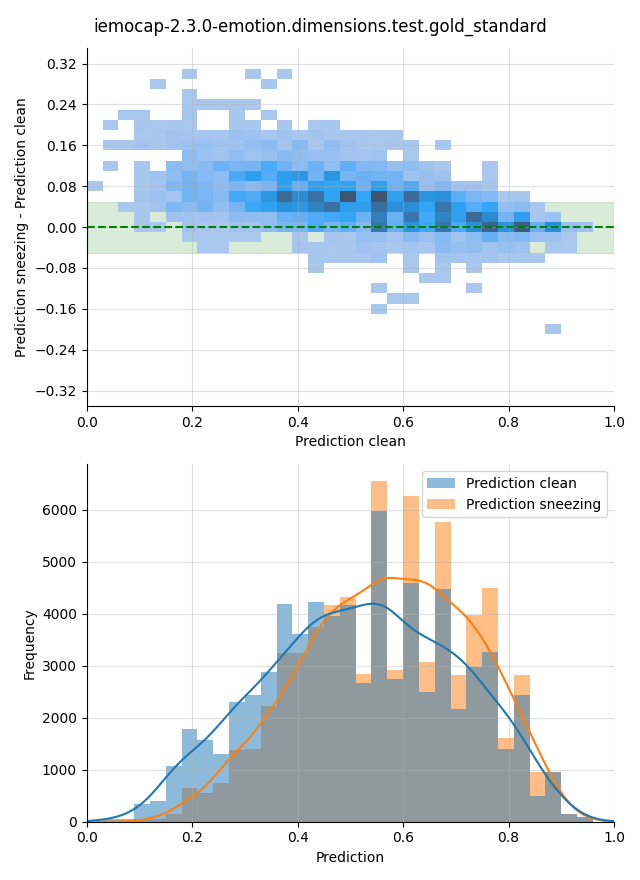 iemocap-2.3.0-emotion.dimensions.test.gold_standard
Prediction sneezing - Prediction clean
0.32
0.24
0.16
0.08
0.00
−0.08
−0.16
−0.24
−0.32
0.0 0.2 0.4 0.6 0.8 1.0
Prediction clean
Prediction clean
Prediction sneezing
Frequency
6000
5000
4000
3000
2000
1000
0
0.0 0.2 0.4 0.6 0.8 1.0
Prediction